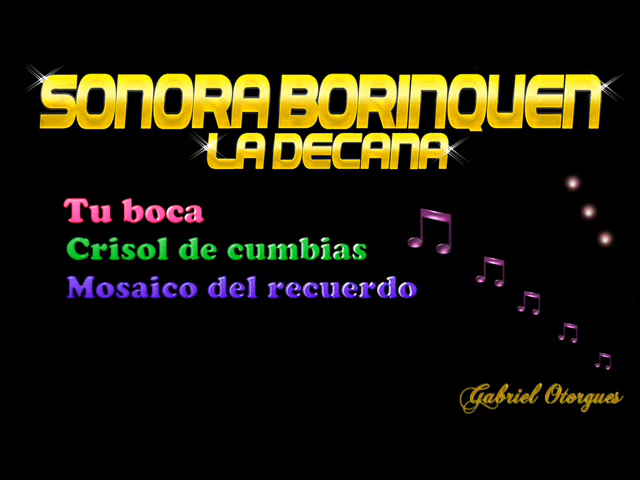 SONORA BORINQUEN
LA DECANA
Tu boca
Crisol de cumbias
Mosaico del recuerdo
Gabriel Otorgues